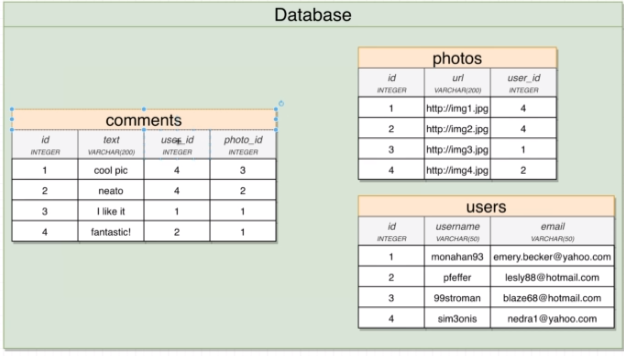 Database
comments
id text user_id photo_id
INTEGER VARCHAR(200) INTEGER INTEGER
1 cool pic 4 3
2 neato 4 2
3 I like it 1 1
4 fantastic! 2 1
photos
id url user_id
INTEGER VARCHAR(200) INTEGER
1 http://img1.jpg 4
2 http://img2.jpg 4
3 http://img3.jpg 1
4 http://img4.jpg 2
users
id username email
INTEGER VARCHAR(50) VARCHAR(50)
1 monahan93 emery.becker@yahoo.com
2 pfeffer lesly88@hotmail.com
3 99stroman blaze68@hotmail.com
4 sim3onis nedra1@yahoo.com